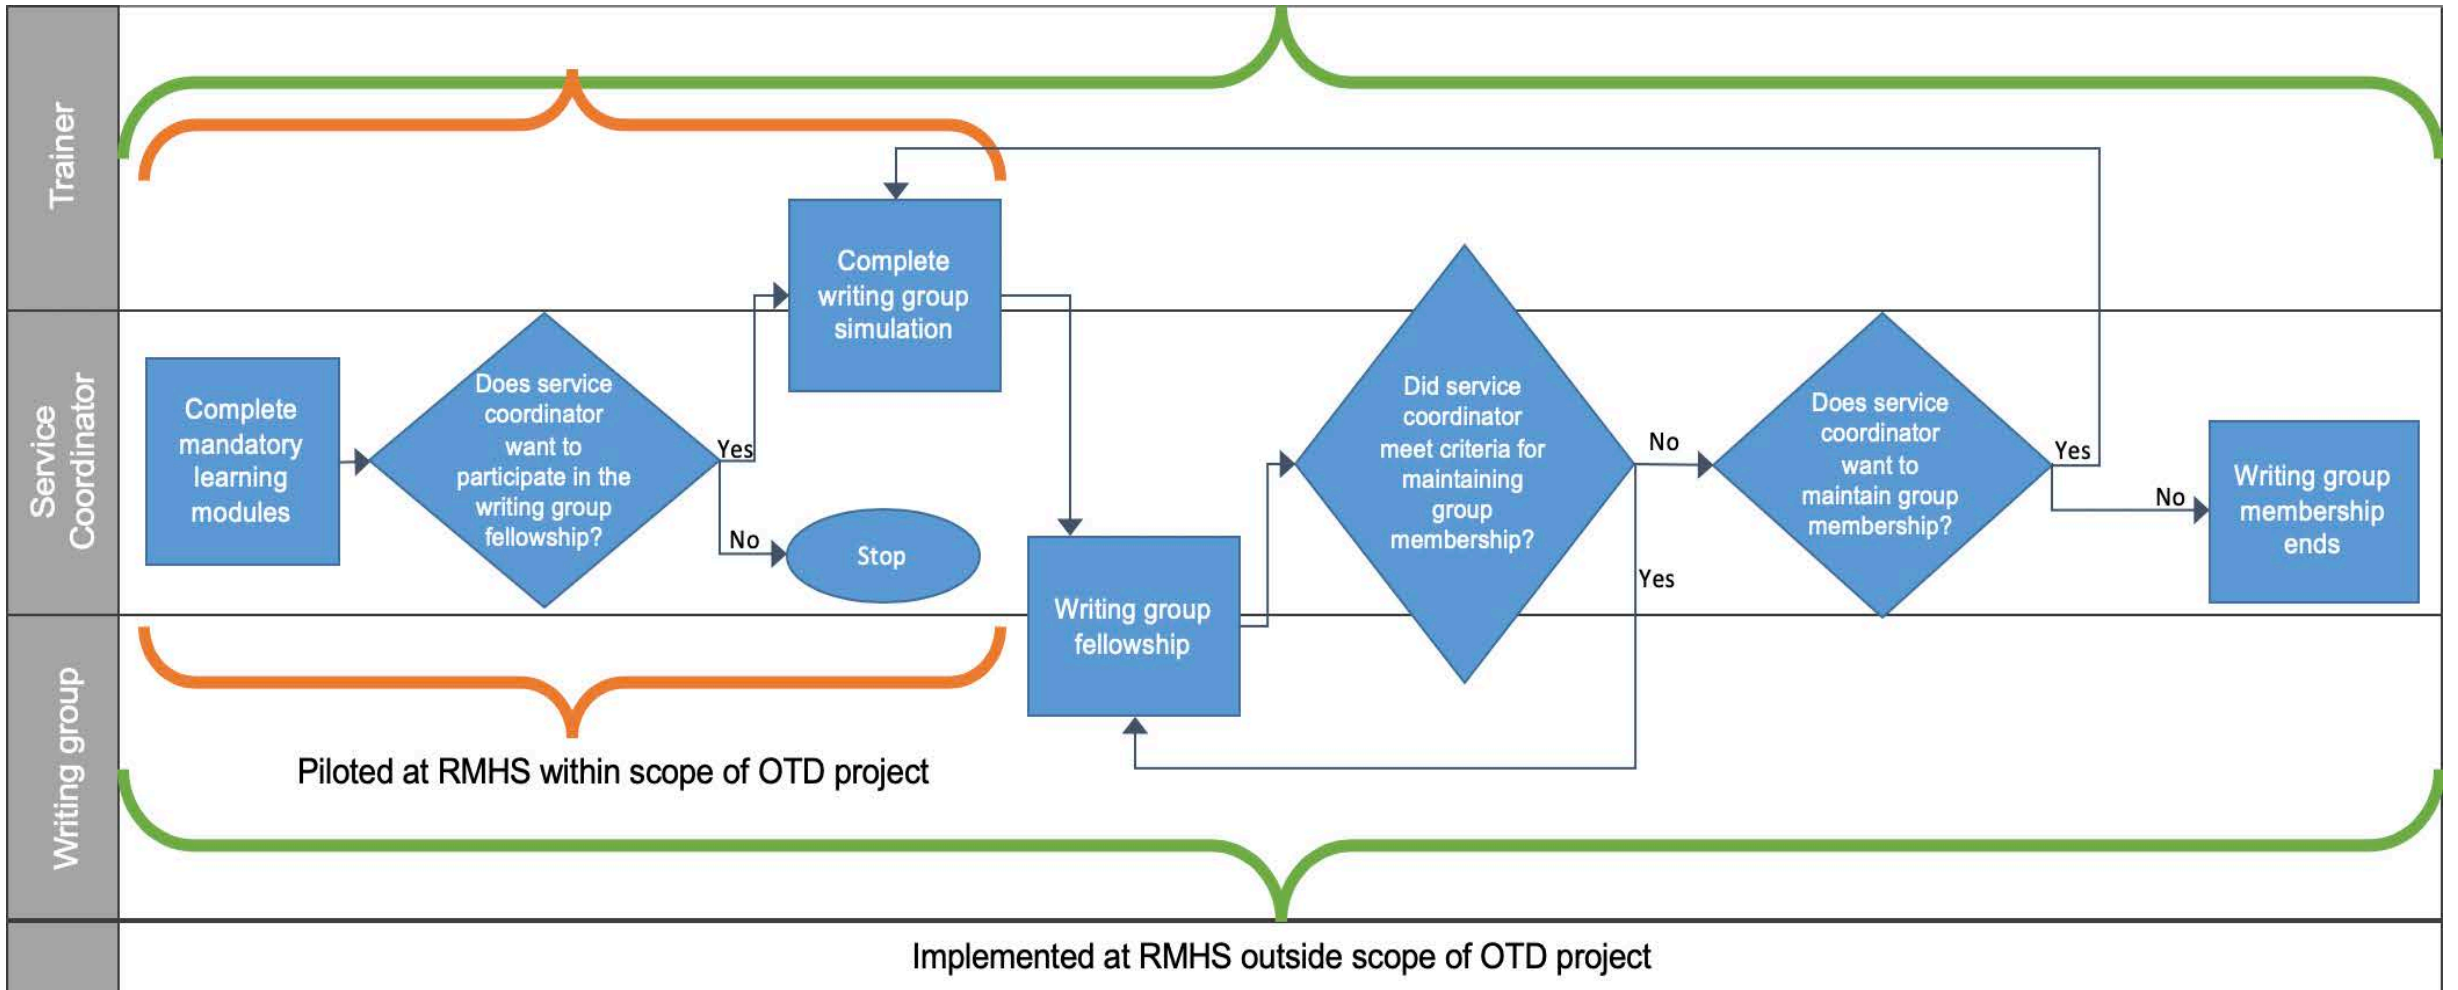 Trainer
Complete
writing group
simulation
Service
Coordinator
Complete
mandatory
learning
modules
Does service
coordinator
want to
participate in the
writing group
fellowship?
Yes
No
Stop
Did service
coordinator
meet criteria for
maintaining
group
membership?
No
Yes
Does service
coordinator
want to
maintain group
membership?
Yes
No
Writing group
membership
ends
Writing group
Writing group
fellowship
Piloted at RMHS within scope of OTD project
Implemented at RMHS outside scope of OTD project